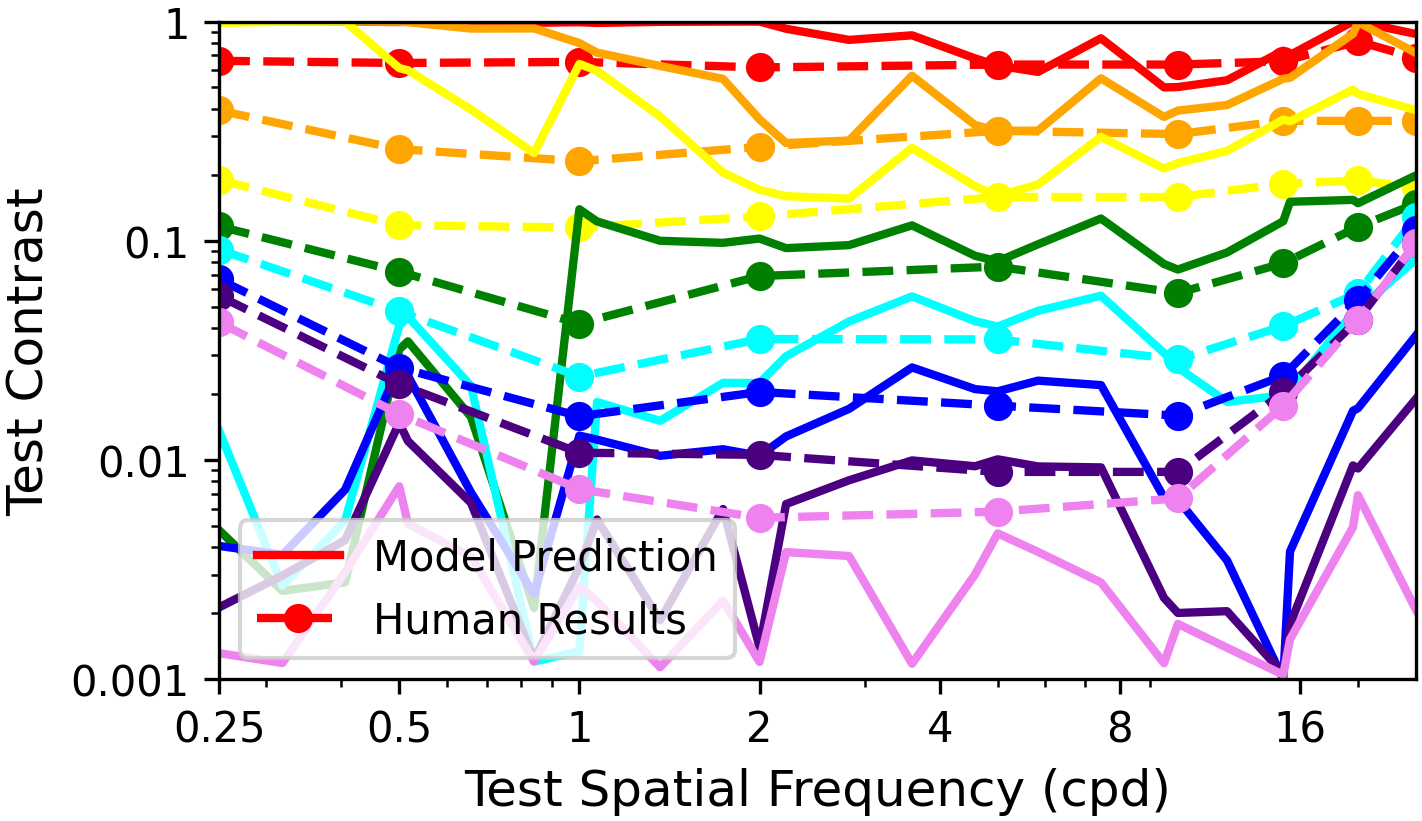 1
0.1
0.01
0.001
Test Contrast
Model Prediction
Human Results
0.25 0.5 1 2 4 8 16
Test Spatial Frequency (cpd)